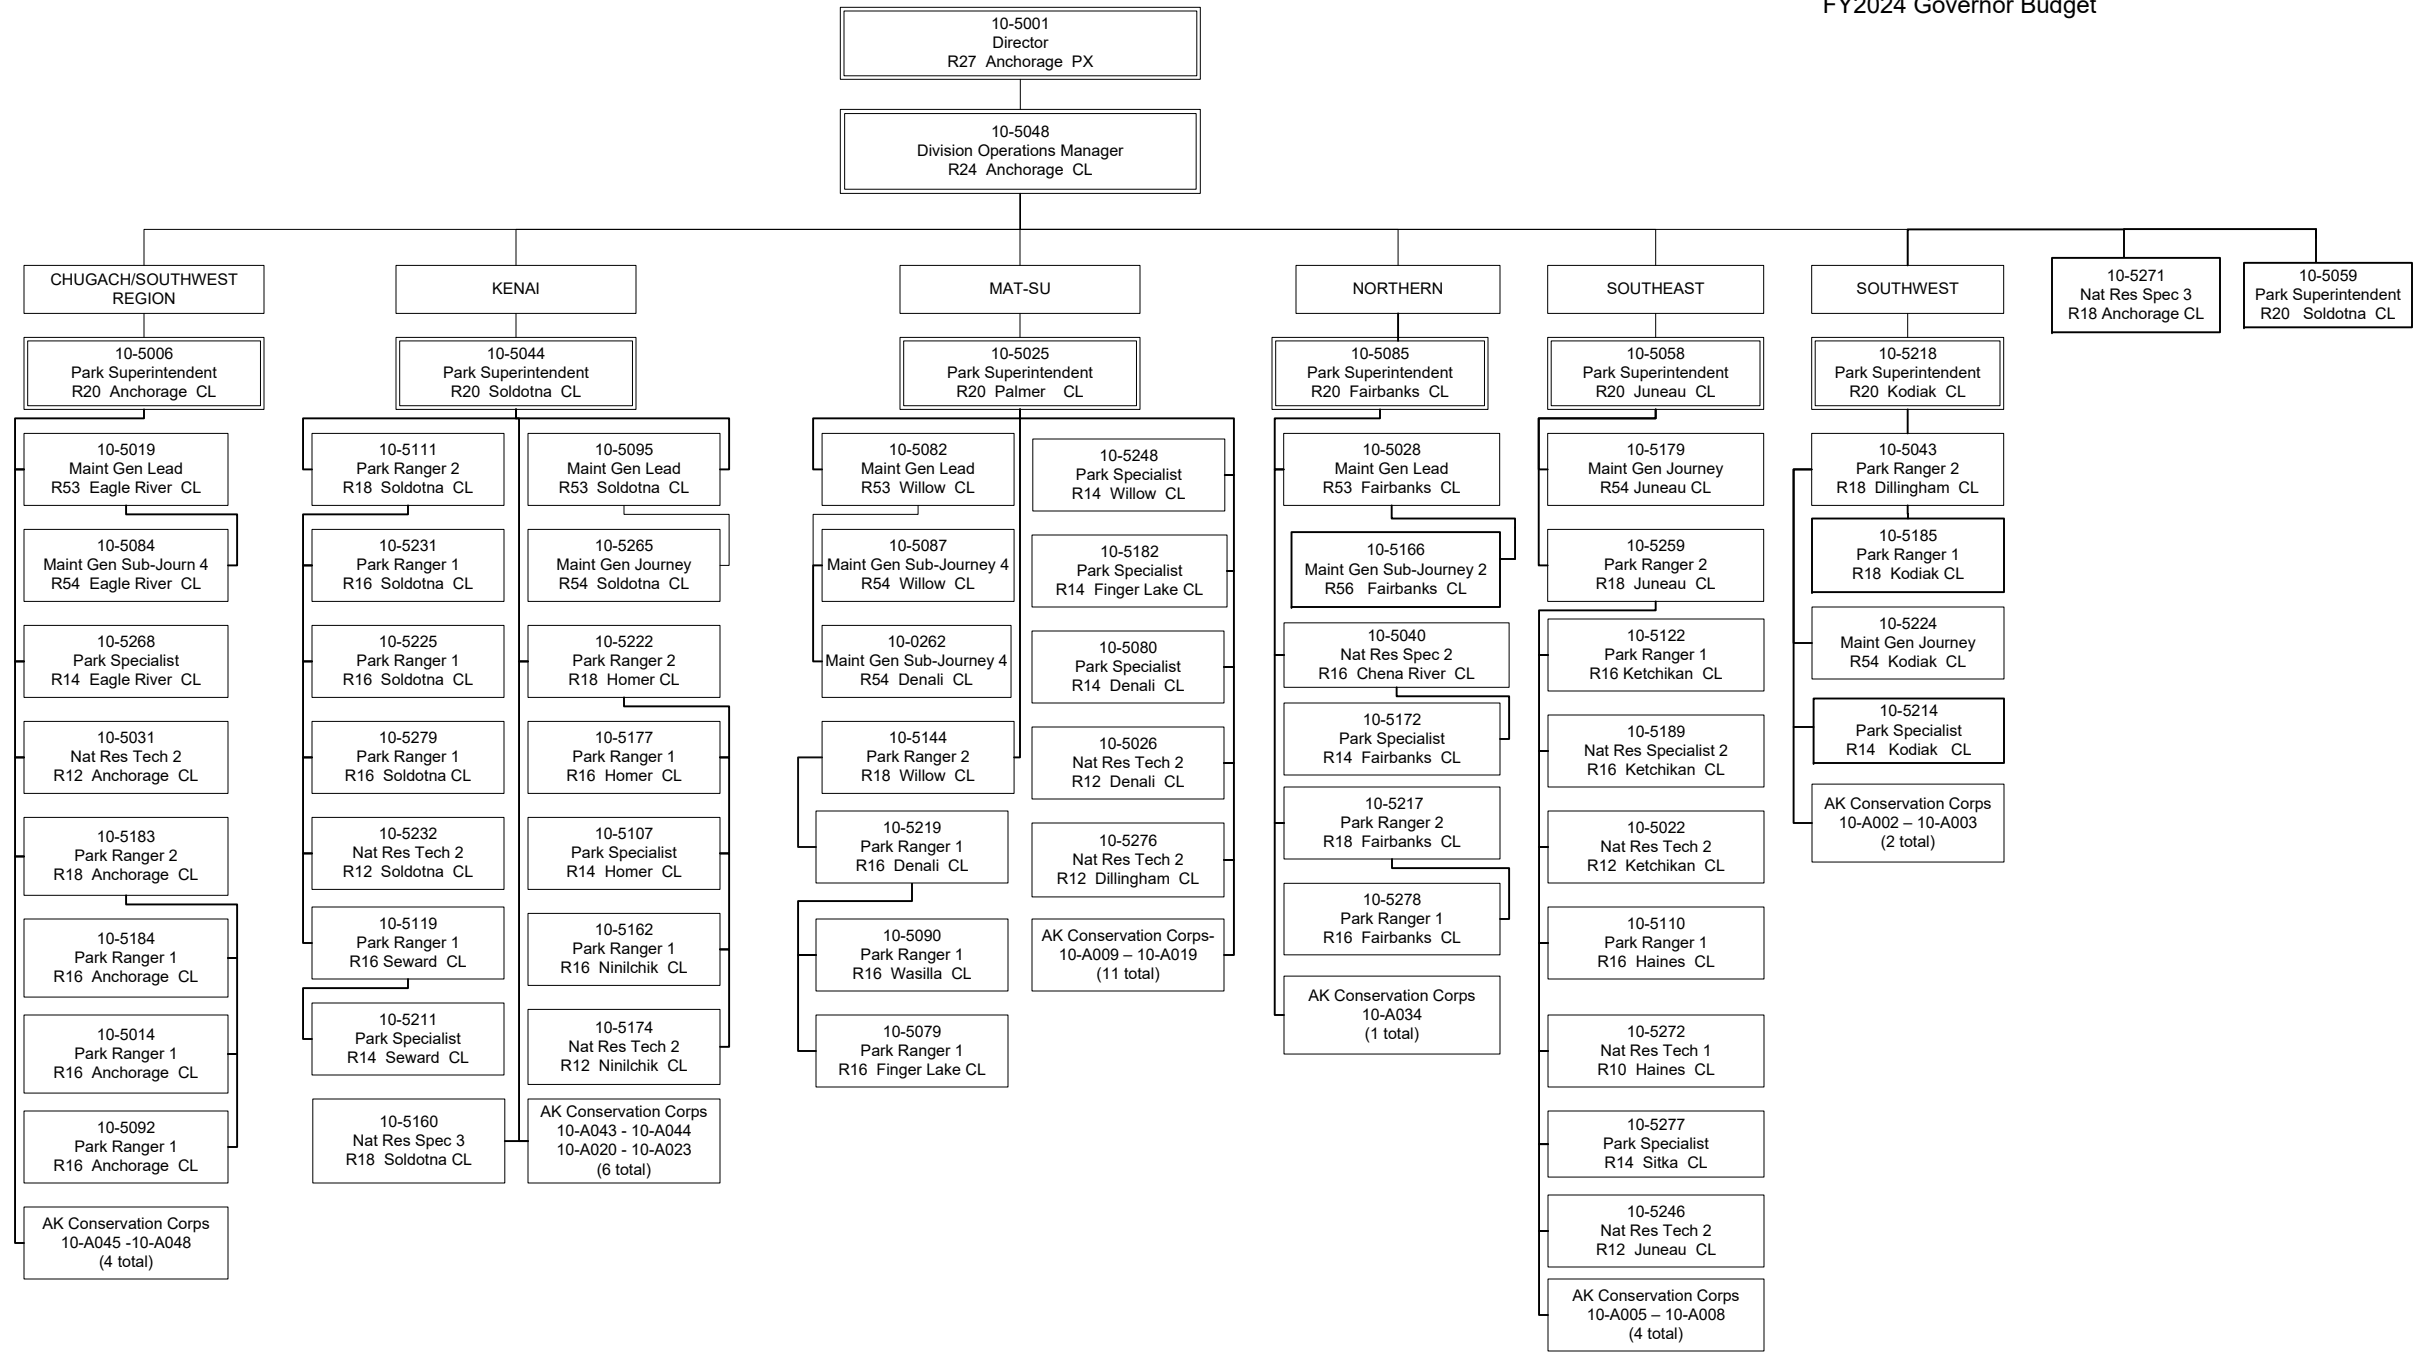 FY2024 Governor Budget
10-5001
Director
R27 Anchorage PX
10-5048
Division Operations Manager
R24 Anchorage CL
CHUGACH/SOUTHWEST
REGION
10-5006
Park Superintendent
R20 Anchorage CL
10-5019
Maint Gen Lead
R53 Eagle River CL
10-5084
Maint Gen Sub-Journ 4
R54 Eagle River CL
10-5268
Park Specialist
R14 Eagle River CL
10-5031
Nat Res Tech 2
R12 Anchorage CL
10-5183
Park Ranger 2
R18 Anchorage CL
10-5184
Park Ranger 1
R16 Anchorage CL
10-5014
Park Ranger 1
R16 Anchorage CL
10-5092
Park Ranger 1
R16 Anchorage CL
AK Conservation Corps
10-A045 -10-A048
(4 total)
KENAI
10-5044
Park Superintendent
R20 Soldotna CL
10-5111
Park Ranger 2
R18 Soldotna CL
10-5231
Park Ranger 1
R16 Soldotna CL
10-5225
Park Ranger 1
R16 Soldotna CL
10-5279
Park Ranger 1
R16 Soldotna CL
10-5232
Nat Res Tech 2
R12 Soldotna CL
10-5119
Park Ranger 1
R16 Seward CL
10-5211
Park Specialist
R14 Seward CL
10-5160
Nat Res Spec 3
R18 Soldotna CL
10-5095
Maint Gen Lead
R53 Soldotna CL
10-5265
Maint Gen Journey
R54 Soldotna CL
10-5222
Park Ranger 2
R18 Homer CL
10-5177
Park Ranger 1
R16 Homer CL
10-5107
Park Specialist
R14 Homer CL
10-5162
Park Ranger 1
R16 Ninilchik CL
10-5174
Nat Res Tech 2
R12 Ninilchik CL
AK Conservation Corps
10-A043 - 10-A044
10-A020 - 10-A023
(6 total)
MAT-SU
10-5025
Park Superintendent
R20 Palmer CL
10-5082
Maint Gen Lead
R53 Willow CL
10-5087
Maint Gen Sub-Journey 4
R54 Willow CL
10-0262
Maint Gen Sub-Journey 4
R54 Denali CL
10-5144
Park Ranger 2
R18 Willow CL
10-5219
Park Ranger 1
R16 Denali CL
10-5090
Park Ranger 1
R16 Wasilla CL
10-5079
Park Ranger 1
R16 Finger Lake CL
10-5248
Park Specialist
R14 Willow CL
10-5182
Park Specialist
R14 Finger Lake CL
10-5080
Park Specialist
R14 Denali CL
10-5026
Nat Res Tech 2
R12 Denali CL
10-5276
Nat Res Tech 2
R12 Dillingham CL
AK Conservation Corps-
10-A009 – 10-A019
(11 total)
NORTHERN
10-5085
Park Superintendent
R20 Fairbanks CL
10-5028
Maint Gen Lead
R53 Fairbanks CL
10-5166
Maint Gen Sub-Journey 2
R56 Fairbanks CL
10-5040
Nat Res Spec 2
R16 Chena River CL
10-5172
Park Specialist
R14 Fairbanks CL
10-5217
Park Ranger 2
R18 Fairbanks CL
10-5278
Park Ranger 1
R16 Fairbanks CL
AK Conservation Corps
10-A034
(1 total)
SOUTHEAST
10-5058
Park Superintendent
R20 Juneau CL
10-5179
Maint Gen Journey
R54 Juneau CL
10-5259
Park Ranger 2
R18 Juneau CL
10-5122
Park Ranger 1
R16 Ketchikan CL
10-5189
Nat Res Specialist 2
R16 Ketchikan CL
10-5022
Nat Res Tech 2
R12 Ketchikan CL
10-5110
Park Ranger 1
R16 Haines CL
10-5272
Nat Res Tech 1
R10 Haines CL
10-5277
Park Specialist
R14 Sitka CL
10-5246
Nat Res Tech 2
R12 Juneau CL
AK Conservation Corps
10-A005 – 10-A008
(4 total)
SOUTHWEST
10-5218
Park Superintendent
R20 Kodiak CL
10-5043
Park Ranger 2
R18 Dillingham CL
10-5185
Park Ranger 1
R18 Kodiak CL
10-5224
Maint Gen Journey
R54 Kodiak CL
10-5214
Park Specialist
R14 Kodiak CL
AK Conservation Corps
10-A002 – 10-A003
(2 total)
10-5271
Nat Res Spec 3
R18 Anchorage CL
10-5059
Park Superintendent
R20 Soldotna CL